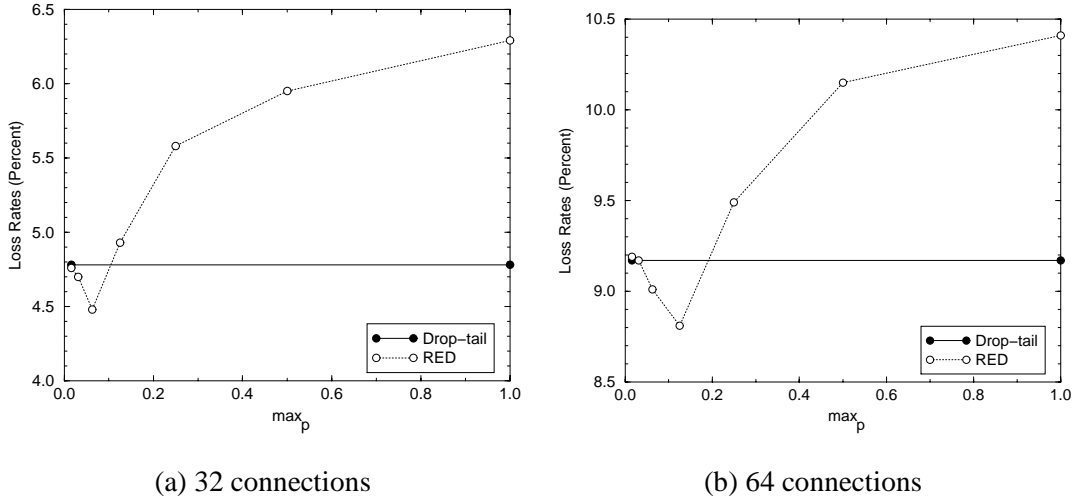 6.5
6.0
5.5
5.0
4.5
4.0
Loss Rates (Percent)
0.0 0.2 0.4 0.6 0.8 1.0
max_p
Drop−tail
RED
(a) 32 connections
10.5
10.0
9.5
9.0
8.5
Loss Rates (Percent)
0.0 0.2 0.4 0.6 0.8 1.0
max_p
Drop−tail
RED
(b) 64 connections